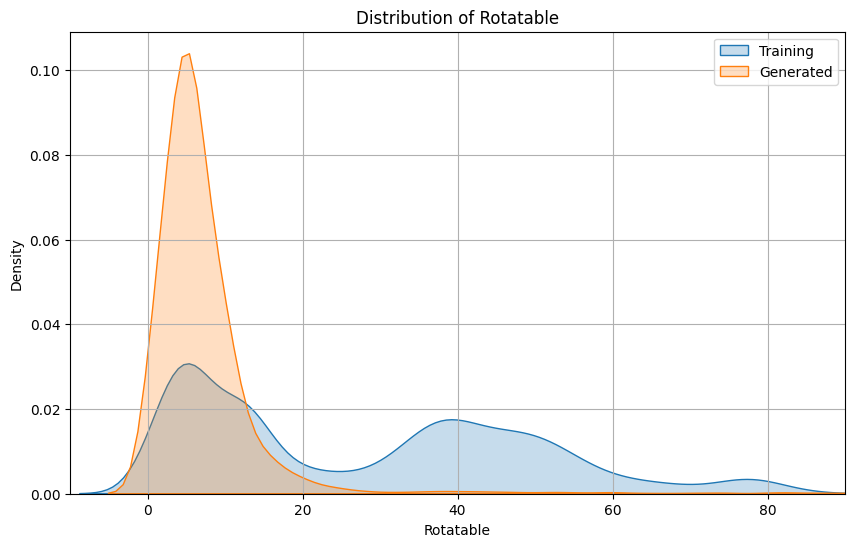 Distribution of Rotatable
Training
Generated
Density
0.10
0.08
0.06
0.04
0.02
0.00
0
20
40
60
80
Rotatable